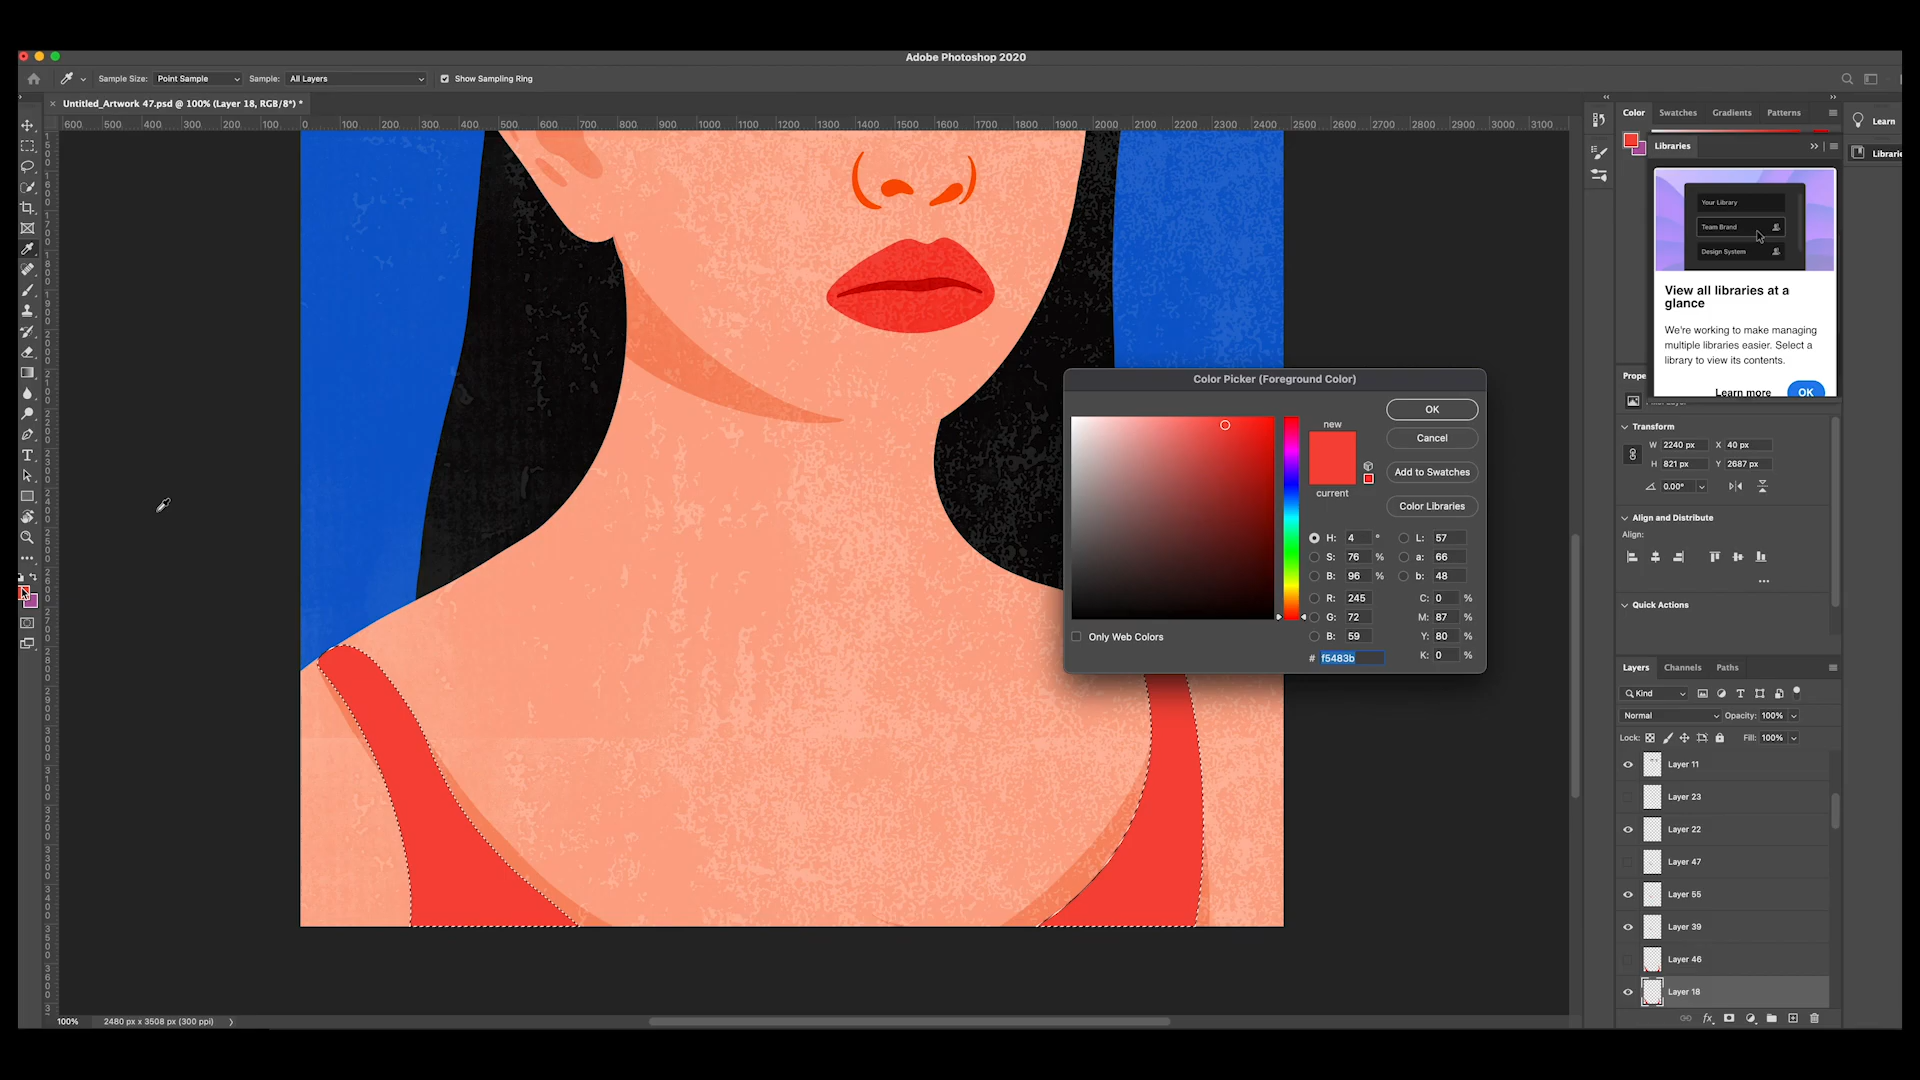 Adobe Photoshop 2020
Sample Size: Point Sample Sample: All Layers Show Sampling Ring
Untitled_Artwork 47.psd @ 100% (Layer 18, RGB/8*) *
600 500 400 300 200 100 0 100 200 300 400 500 600 700 800 900 1000 1100 1200 1300 1400 1500 1600 1700 1800 1900 2000 2100 2200 2300 2400 2500 2600 2700 2800 2900 3000 3100
Color Swatches Gradients Patterns
Learn
Libraries
Libraries
Your Library
Team Brand
Design System
View all libraries at a
glance
We're working to make managing
multiple libraries easier. Select a
library to view its contents.
Learn more OK
Color Picker (Foreground Color)
new
current
OK
Cancel
Add to Swatches
Color Libraries
H: 4 ° L: 57
S: 76 % a: 66
B: 96 % b: 48
R: 245 C: 0 %
G: 72 M: 87 %
B: 59 Y: 80 %
# f5483b K: 0 %
Only Web Colors
Prope
Transform
W 2240 px X 40 px
H 821 px Y 2687 px
0.00°
Align and Distribute
Align:
Quick Actions
Layers Channels Paths
Kind
Normal Opacity: 100%
Lock: Fill: 100%
Layer 11
Layer 23
Layer 22
Layer 47
Layer 55
Layer 39
Layer 46
Layer 18
fx
100% 2480 px x 3508 px (300 ppi)